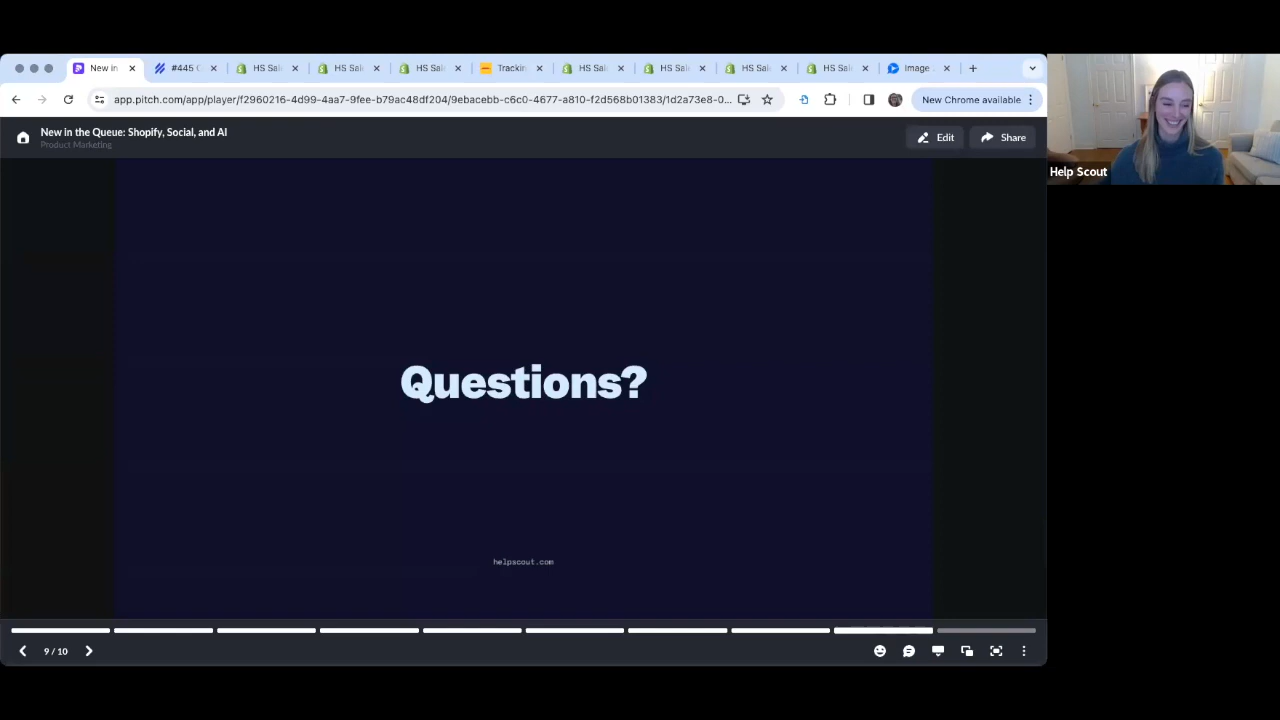 New in
#445 C
HS Sal
HS Sal
HS Sal
Trackin
HS Sal
HS Sal
HS Sal
HS Sal
image
app.pitch.com/app/player/f2960216-4d99-4aa7-9fee-b79ac48df204/9ebacebb-c6c0-4677-a810-f2d568b01383/1d2a73e8-0...
New Chrome available
New in the Queue: Shopify, Social, and AI
Product Marketing
Edit
Share
Help Scout
Questions?
helpscout.com
9 / 10